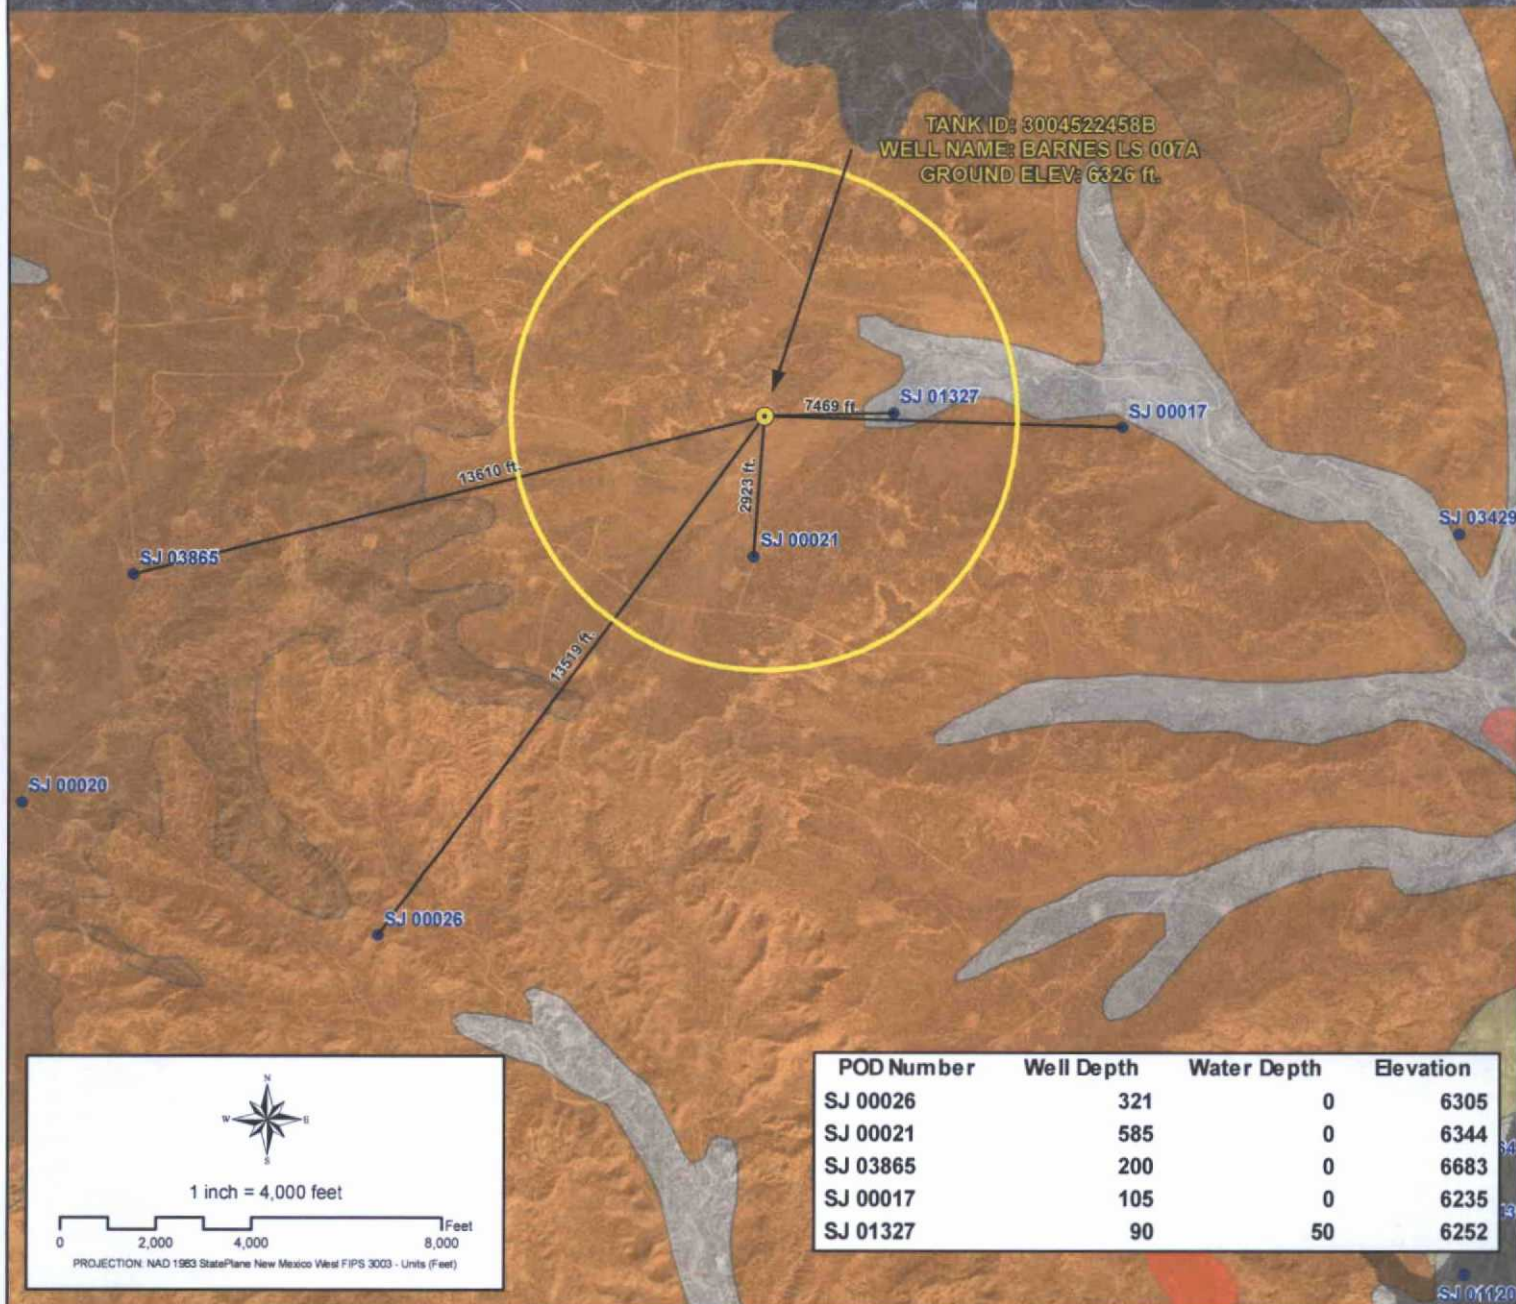 TANK ID: 3004522458B
WELL NAME: BARNES LS 007A
GROUND ELEV: 6326 ft.
SJ 01327
7469 ft.
SJ 00017
13610 ft.
2923 ft.
SJ 03429
SJ 00021
SJ 03865
13519 ft.
SJ 00020
SJ 00026
N
W E
S
1 inch = 4,000 feet
Feet
0 2,000 4,000 8,000
PROJECTION: NAD 1983 StatePlane New Mexico West FIPS 3003 - Units (Feet)
POD Number Well Depth Water Depth Elevation
SJ 00026 321 0 6305
SJ 00021 585 0 6344
SJ 03865 200 0 6683
SJ 00017 105 0 6235
SJ 01327 90 50 6252
SJ 01120